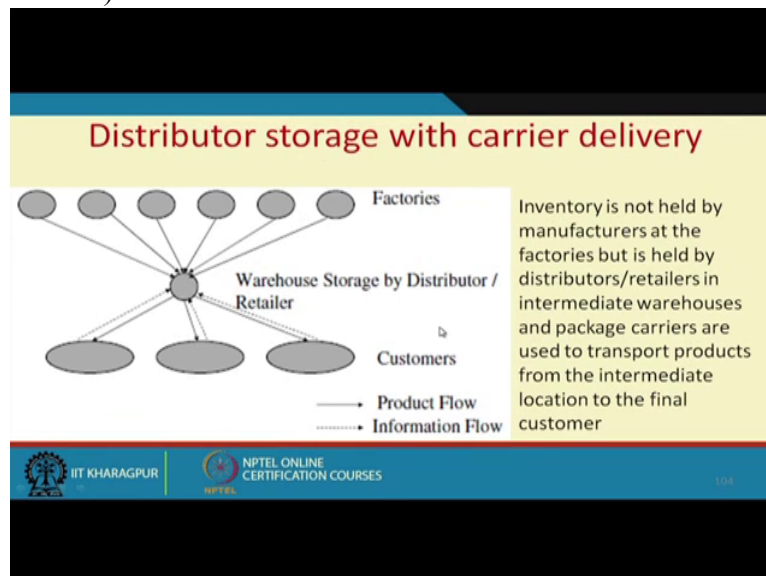 Distributor storage with carrier delivery
Factories
Warehouse Storage by Distributor /
Retailer
Customers
Product Flow
Information Flow
Inventory is not held by
manufacturers at the
factories but is held by
distributors/retailers in
intermediate warehouses
and package carriers are
used to transport products
from the intermediate
location to the final
customer
IIT KHARAGPUR
NPTEL
NPTEL ONLINE
CERTIFICATION COURSES
104